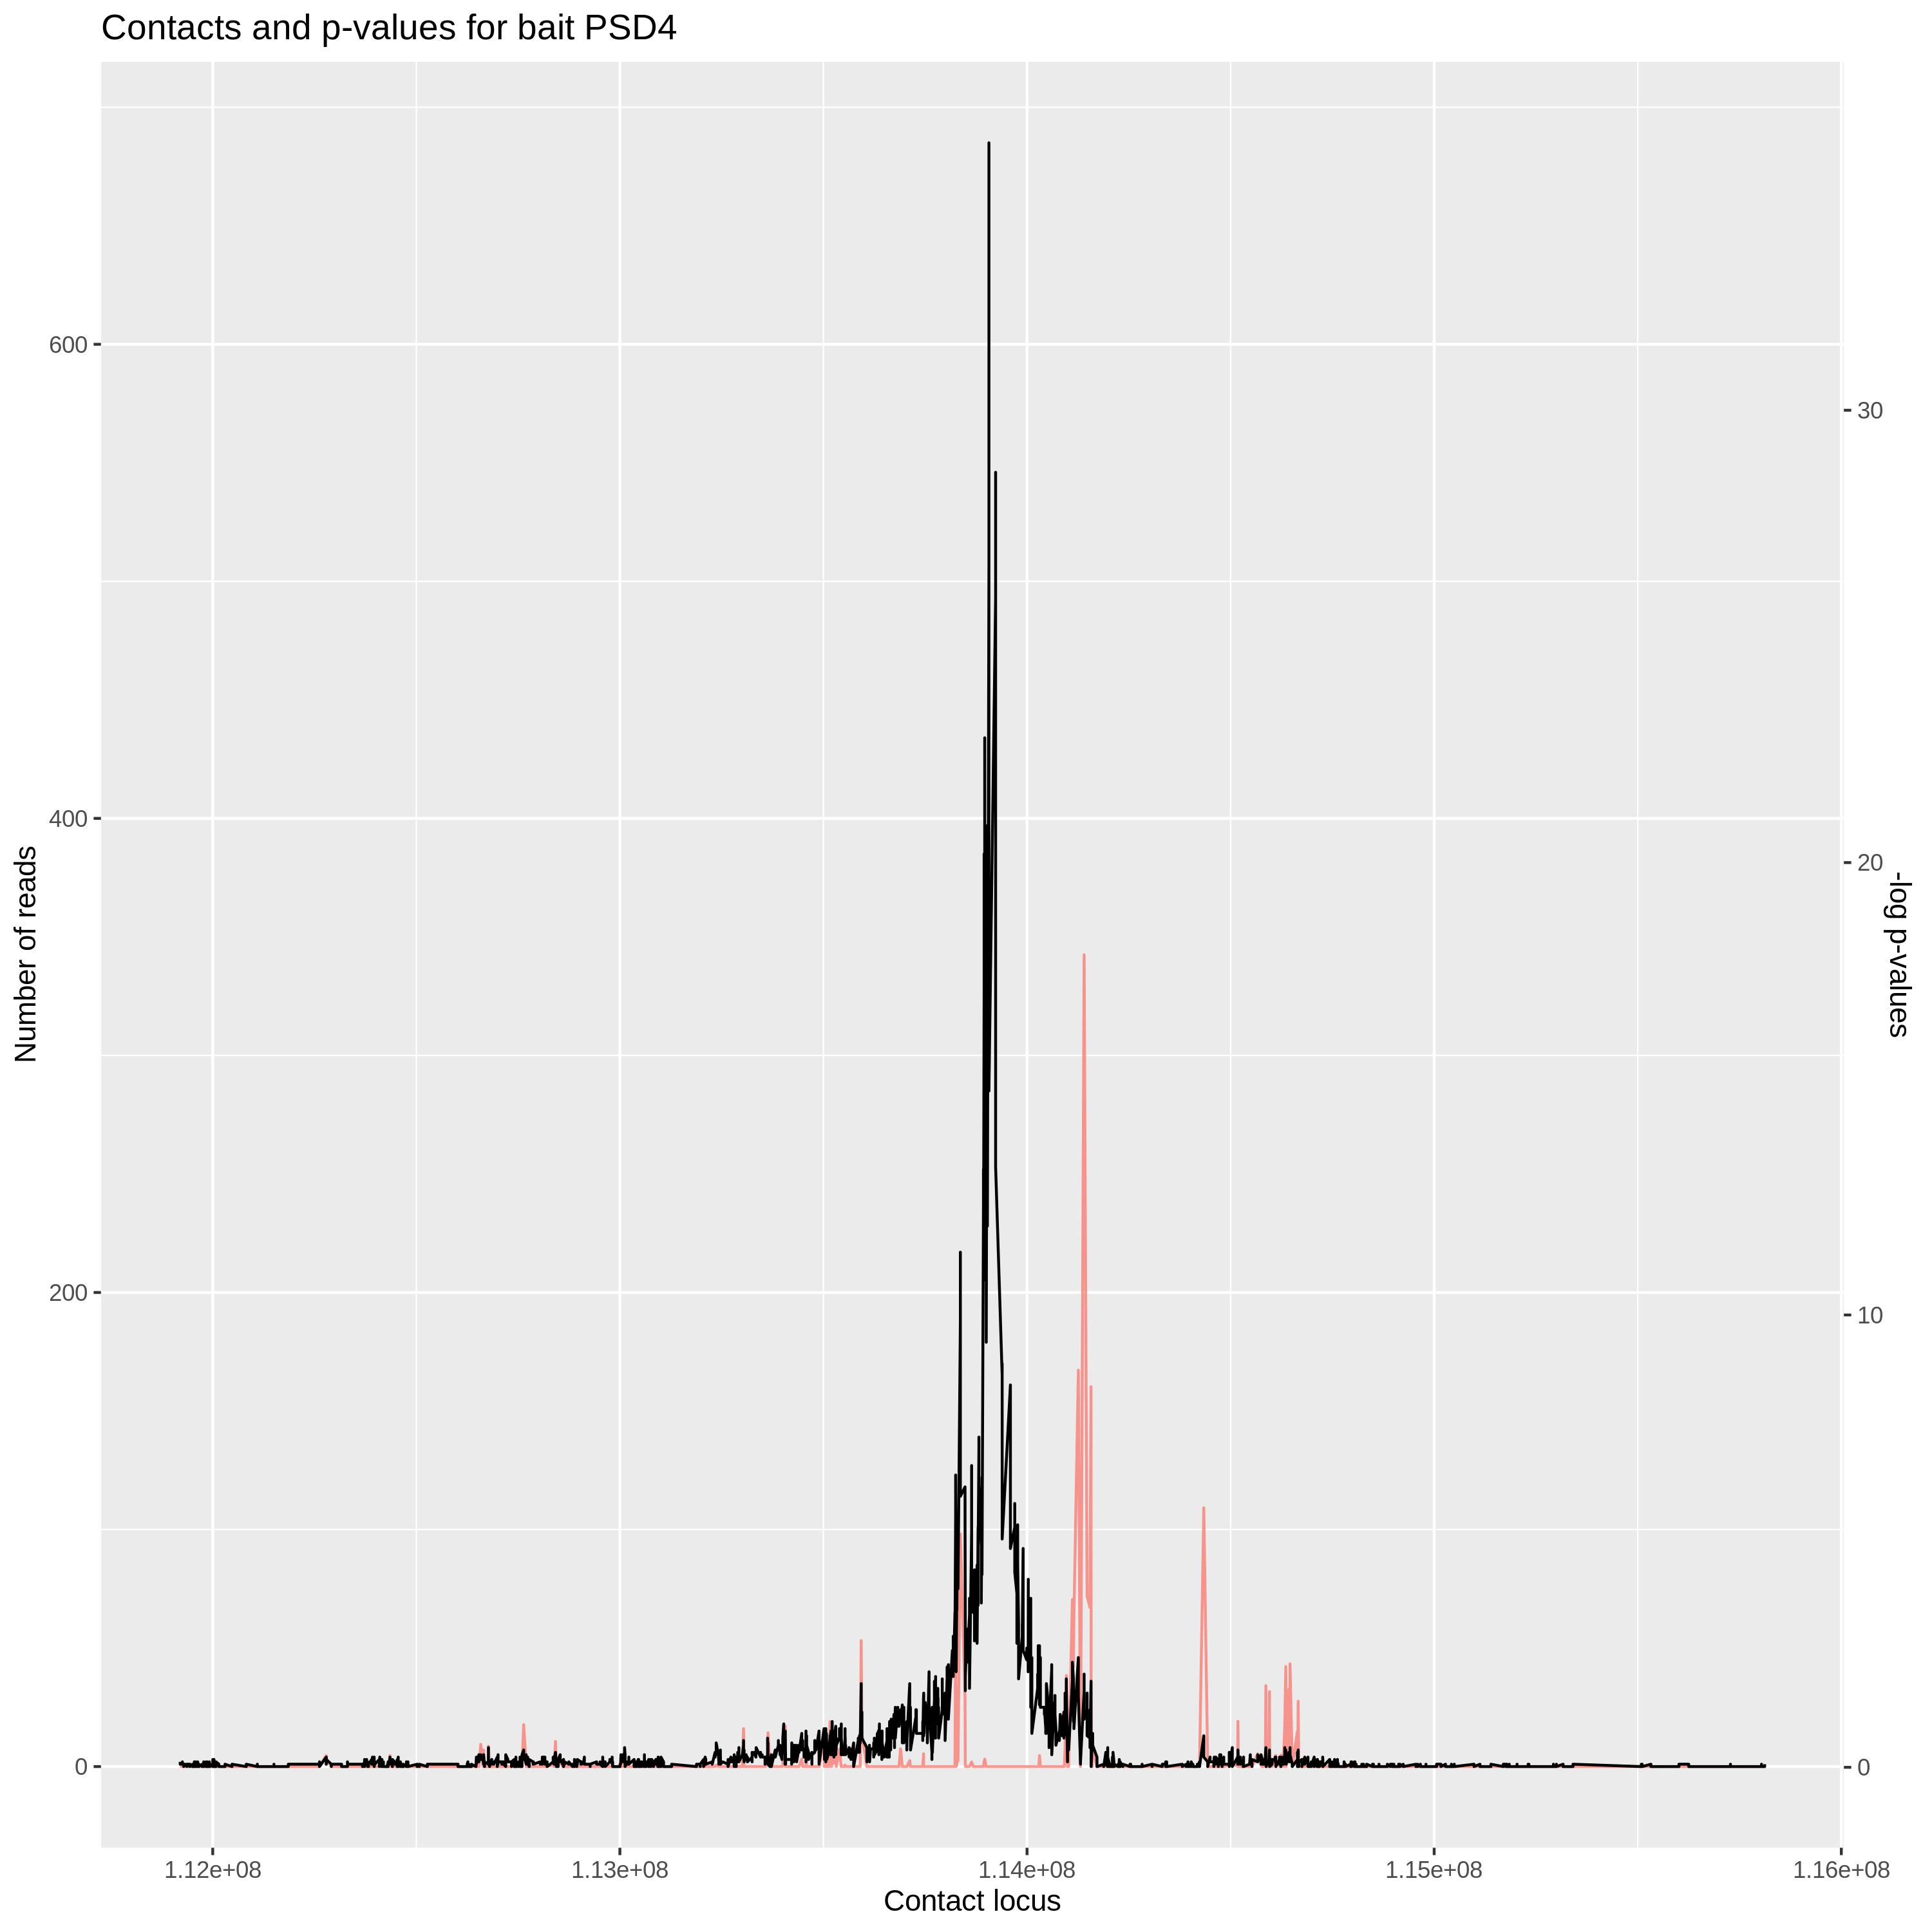 Contacts and p-values for bait PSD4
Number of reads
600
400
200
0
30
20
10
0
-log p-values
1.12e+08
1.13e+08
1.14e+08
1.15e+08
1.16e+08
Contact locus